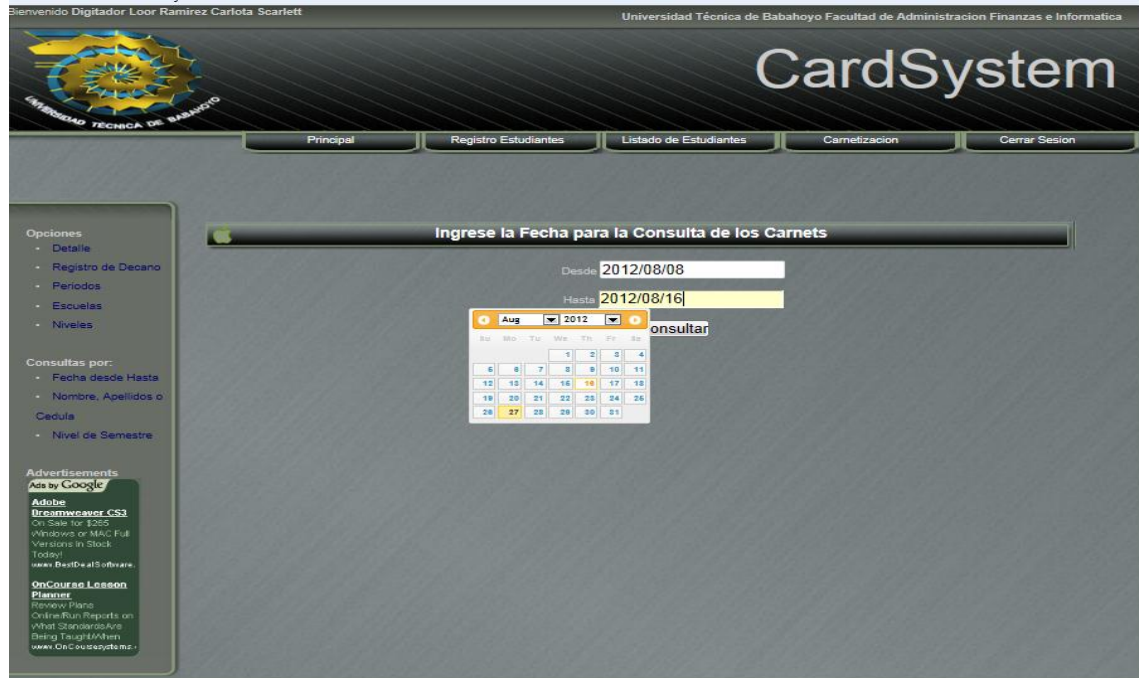 Bienvenido Digitador Loor Ramirez Carlota Scarlett
Universidad Técnica de Babahoyo Facultad de Administracion Finanzas e Informatica
UNIVERSIDAD TECNICA DE BABAHOYO
CardSystem
Principal Registro Estudiantes Listado de Estudiantes Carnetizacion Cerrar Sesion
Opciones
- Detalle
- Registro de Decano
- Periodos
- Escuelas
- Niveles
Consultas por:
- Fecha desde Hasta
- Nombre, Apellidos o
Cedula
- Nivel de Semestre
Advertisements
Ads by Google
Adobe
Dreamweaver CS3
On Sale for $265
Windows or MAC Full
Versions In Stock
Today!
www.BestDealSoftware.
OnCourse Lesson
Planner
Review Plans
Online/Run Reports on
What Standards Are
Being Taught/When
www.OnCoursesystems.
Ingrese la Fecha para la Consulta de los Carnets
Desde 2012/08/08
Hasta 2012/08/16
onsultar
Aug 2012
Su Mo Tu We Th Fr Sa
1 2 3 4
5 6 7 8 9 10 11
12 13 14 15 16 17 18
19 20 21 22 23 24 25
26 27 28 29 30 31